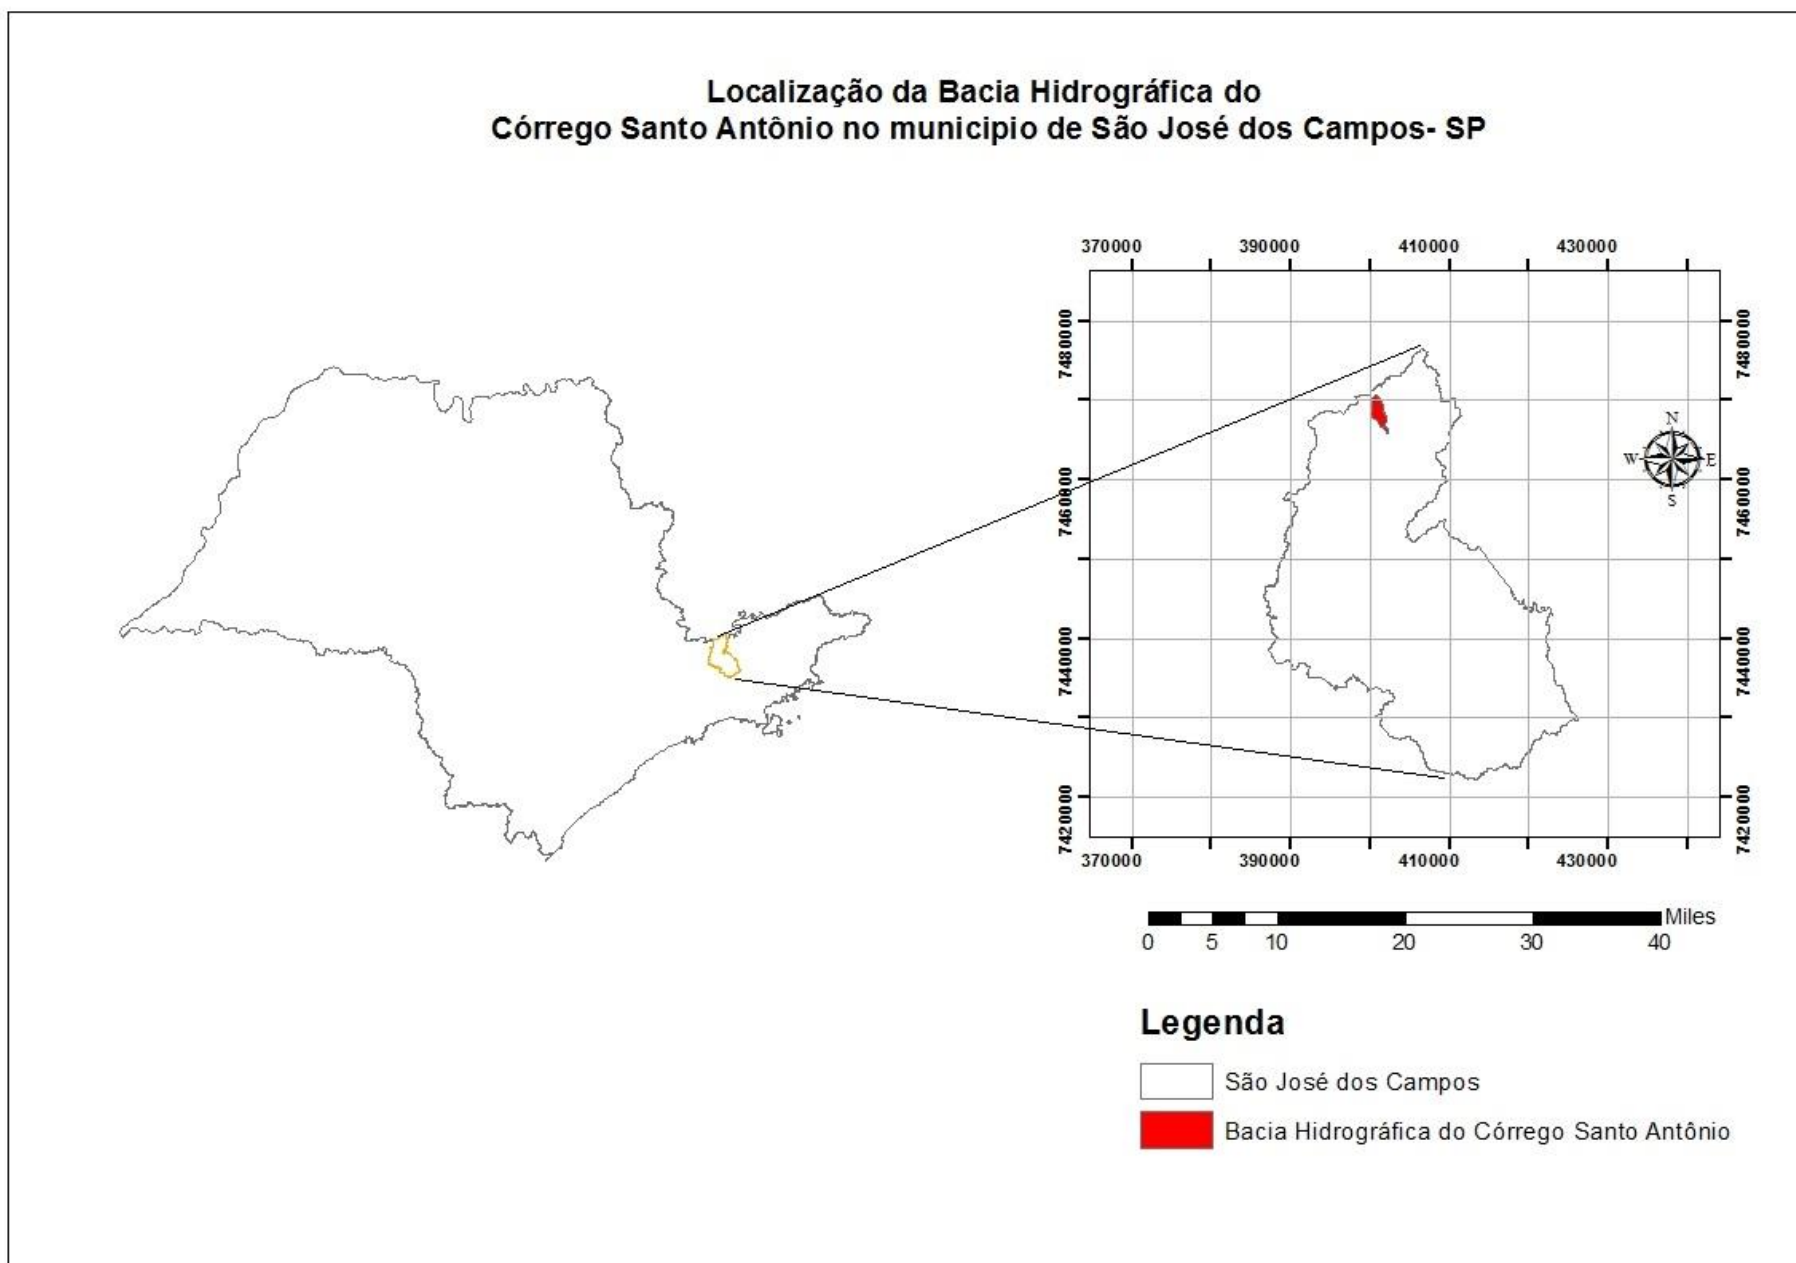 Localização da Bacia Hidrográfica do
Córrego Santo Antônio no municipio de São José dos Campos- SP
370000 390000 410000 430000
7480000 7480000
N
W E
S
7460000 7460000
7440000 7440000
7420000 7420000
370000 390000 410000 430000
Miles
0 5 10 20 30 40
Legenda
São José dos Campos
Bacia Hidrográfica do Córrego Santo Antônio